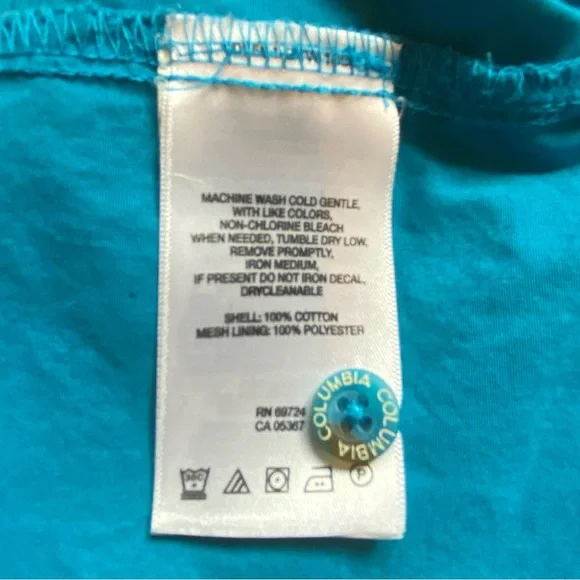 MACHINE WASH COLD GENTLE,
WITH LIKE COLORS,
NON-CHLORINE BLEACH
WHEN NEEDED, TUMBLE DRY LOW,
REMOVE PROMPTLY,
IRON MEDIUM,
IF PRESENT DO NOT IRON DECAL,
DRYCLEANABLE
SHELL: 100% COTTON
MESH LINING: 100% POLYESTER
RN 69724
CA 05367
COLUMBIA COLUMBIA
30C
P